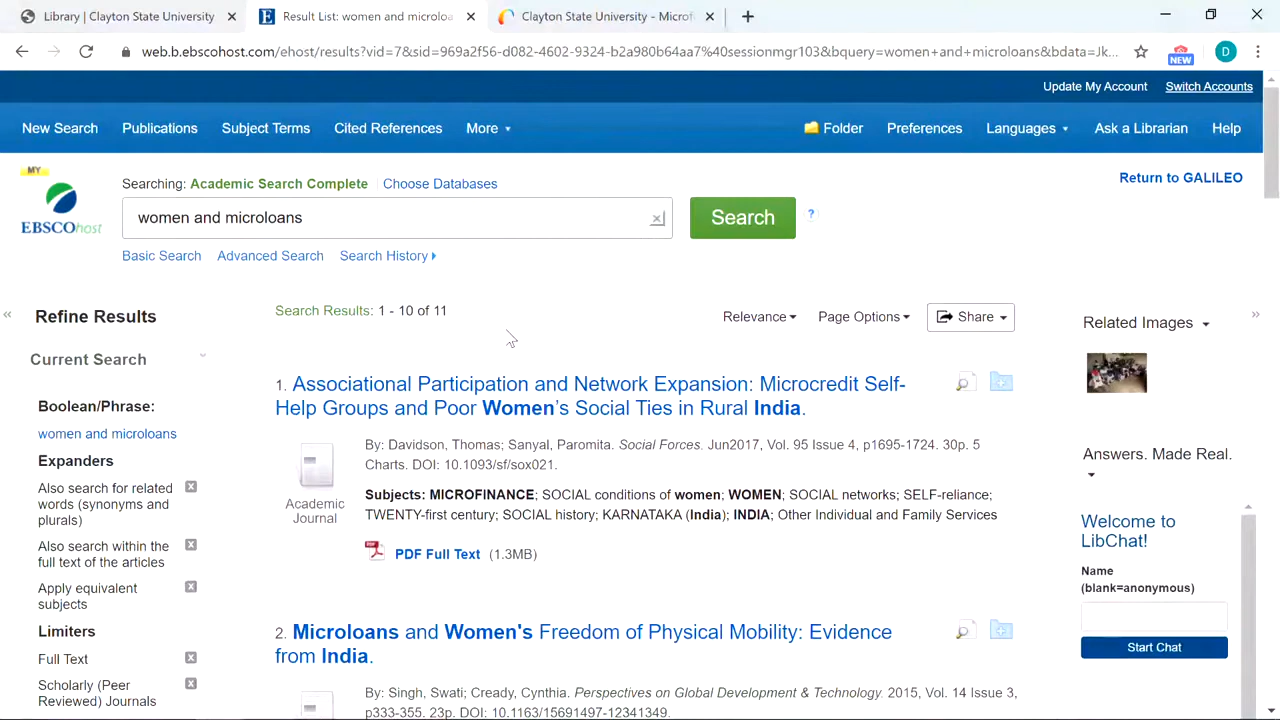 Library | Clayton State University
Result List: women and microloa
Clayton State University - Microf
web.b.ebscohost.com/ehost/results?vid=7&sid=969a2f56-d082-4602-9324-b2a980b64aa7%40sessionmgr103&bquery=women+and+microloans&bdata=Jk...
NEW
D
Update My Account Switch Accounts
New Search Publications Subject Terms Cited References More Folder Preferences Languages Ask a Librarian Help
MY
EBSCOhost
Searching: Academic Search Complete Choose Databases
Return to GALILEO
women and microloans
Search
?
Basic Search Advanced Search Search History
Refine Results
Current Search
Boolean/Phrase:
women and microloans
Expanders
Also search for related
words (synonyms and
plurals)
Also search within the
full text of the articles
Apply equivalent
subjects
Limiters
Full Text
Scholarly (Peer
Reviewed) Journals
Search Results: 1 - 10 of 11
Relevance Page Options Share
1. Associational Participation and Network Expansion: Microcredit Self-
Help Groups and Poor Women's Social Ties in Rural India.
Academic
Journal
By: Davidson, Thomas; Sanyal, Paromita. Social Forces. Jun2017, Vol. 95 Issue 4, p1695-1724. 30p. 5
Charts. DOI: 10.1093/sf/sox021.
Subjects: MICROFINANCE; SOCIAL conditions of women; WOMEN; SOCIAL networks; SELF-reliance;
TWENTY-first century; SOCIAL history; KARNATAKA (India); INDIA; Other Individual and Family Services
PDF Full Text (1.3MB)
2. Microloans and Women's Freedom of Physical Mobility: Evidence
from India.
By: Singh, Swati; Cready, Cynthia. Perspectives on Global Development & Technology. 2015, Vol. 14 Issue 3,
p333-355. 23p. DOI: 10.1163/15691497-12341349.
Related Images
Answers. Made Real.
Welcome to
LibChat!
Name
(blank=anonymous)
Start Chat